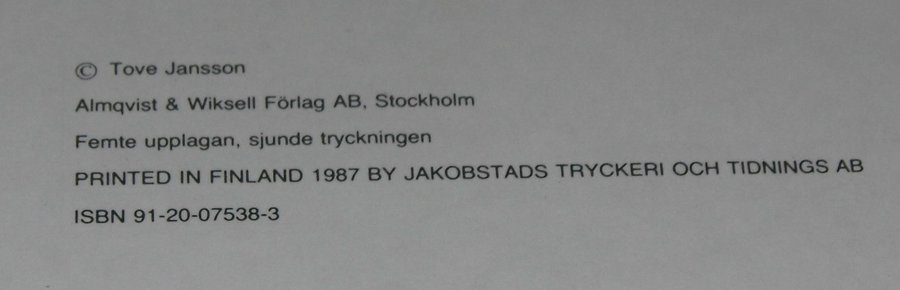 © Tove Jansson
Almqvist & Wiksell Förlag AB, Stockholm
Femte upplagan, sjunde tryckningen
PRINTED IN FINLAND 1987 BY JAKOBSTADS TRYCKERI OCH TIDNINGS AB
ISBN 91-20-07538-3